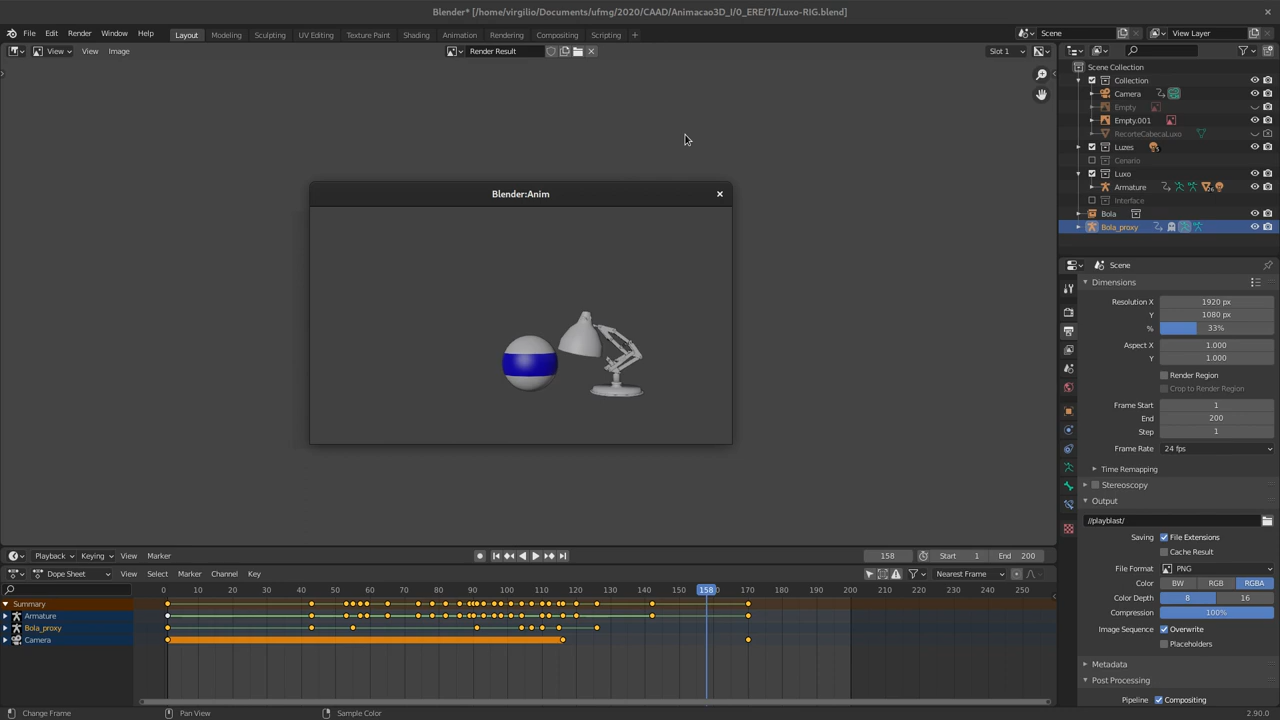 Blender* [/home/virgilio/Documents/ufmg/2020/CAAD/Animacao3D_I/0_ERE/17/Luxo-RIG.blend]
File Edit Render Window Help
Layout Modeling Sculpting UV Editing Texture Paint Shading Animation Rendering Compositing Scripting +
Scene
View Layer
View View Image
Render Result
Slot 1
Scene Collection
Collection
Camera
Empty
Empty.001
RecorteCabecaLuxo
Luzes
Cenario
Luxo
Armature
Interface
Bola
Bola_proxy
Blender:Anim
Scene
Dimensions
Resolution X 1920 px
Y 1080 px
% 33%
Aspect X 1.000
Y 1.000
Render Region
Crop to Render Region
Frame Start 1
End 200
Step 1
Frame Rate 24 fps
Time Remapping
Stereoscopy
Output
//playblast/
Saving File Extensions
Cache Result
File Format PNG
Color BW RGB RGBA
Color Depth 8 16
Compression 100%
Image Sequence Overwrite
Placeholders
Metadata
Post Processing
Pipeline Compositing
Playback Keying View Marker
158 Start 1 End 200
Dope Sheet View Select Marker Channel Key
Nearest Frame
0 10 20 30 40 50 60 70 80 90 100 110 120 130 140 150 158 170 180 190 200 210 220 230 240 250
Summary
Armature
Bola_proxy
Camera
Change Frame Pan View Sample Color 2.90.0